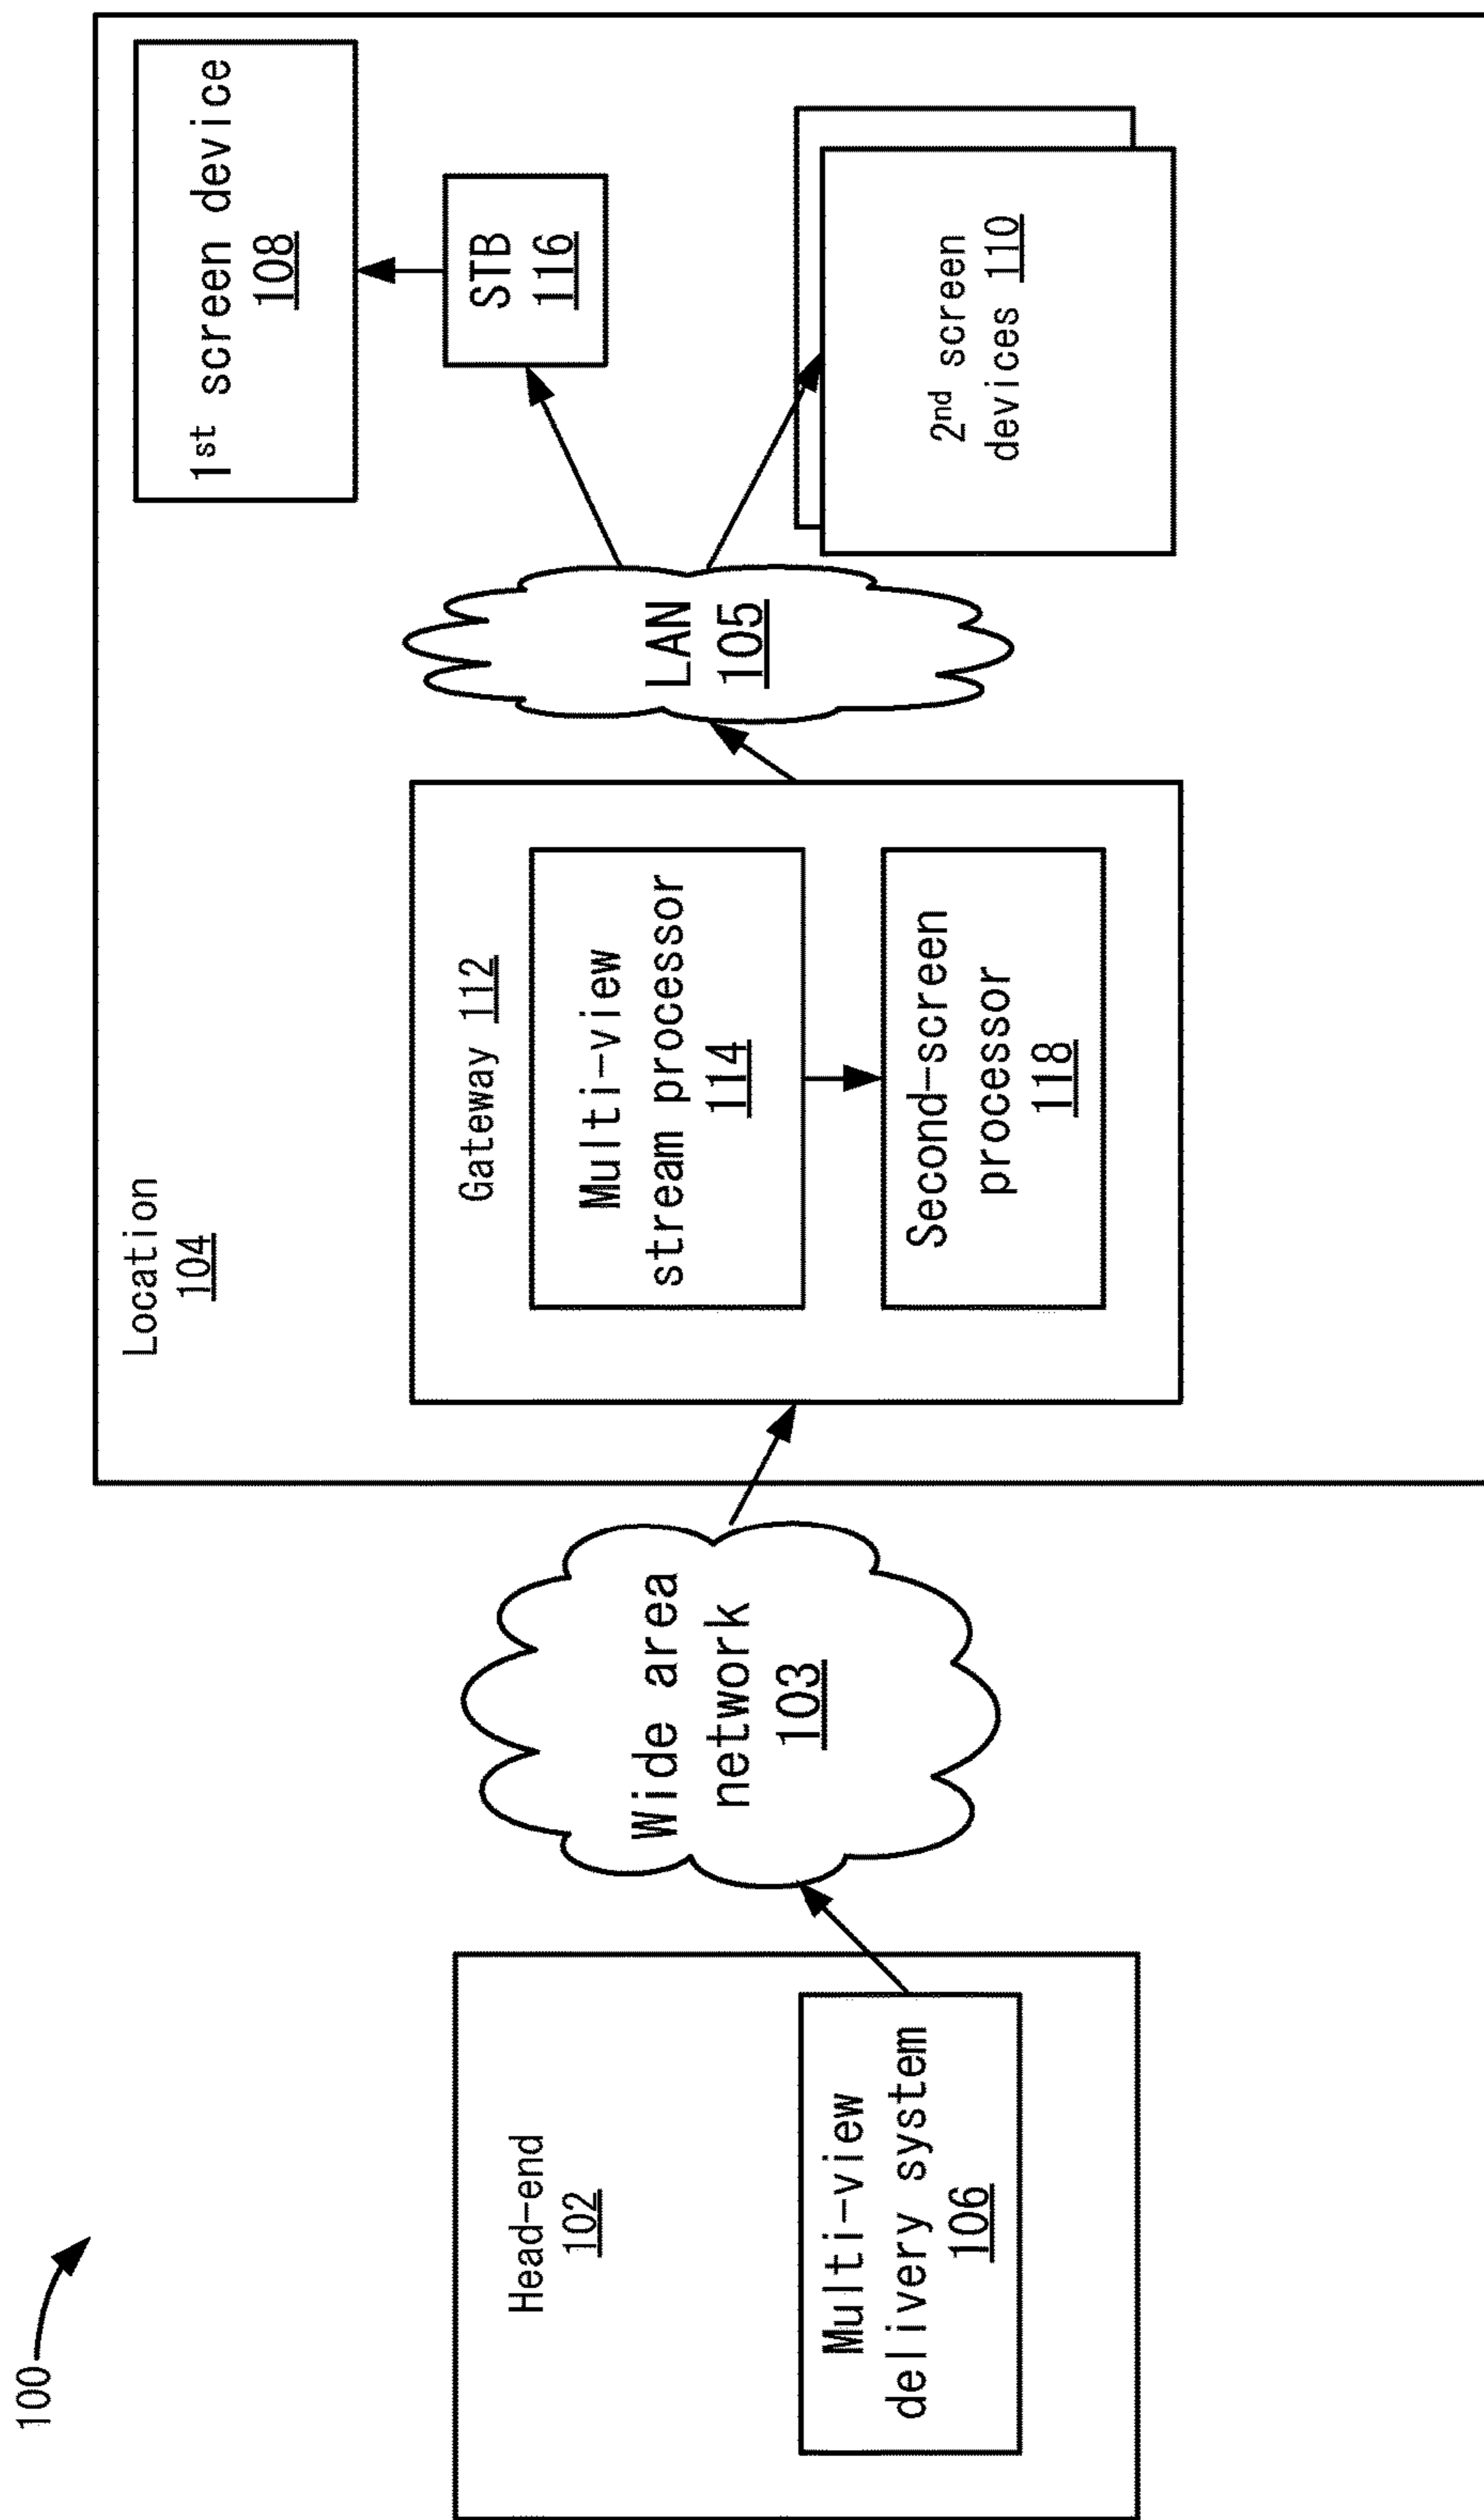 100
Head-end
102
Multi-view
delivery system
106
Wide area
network
103
Location
104
Gateway 112
Multi-view
stream processor
114
Second-screen
processor
118
LAN
105
1st screen device
108
STB
116
2nd screen
devices 110